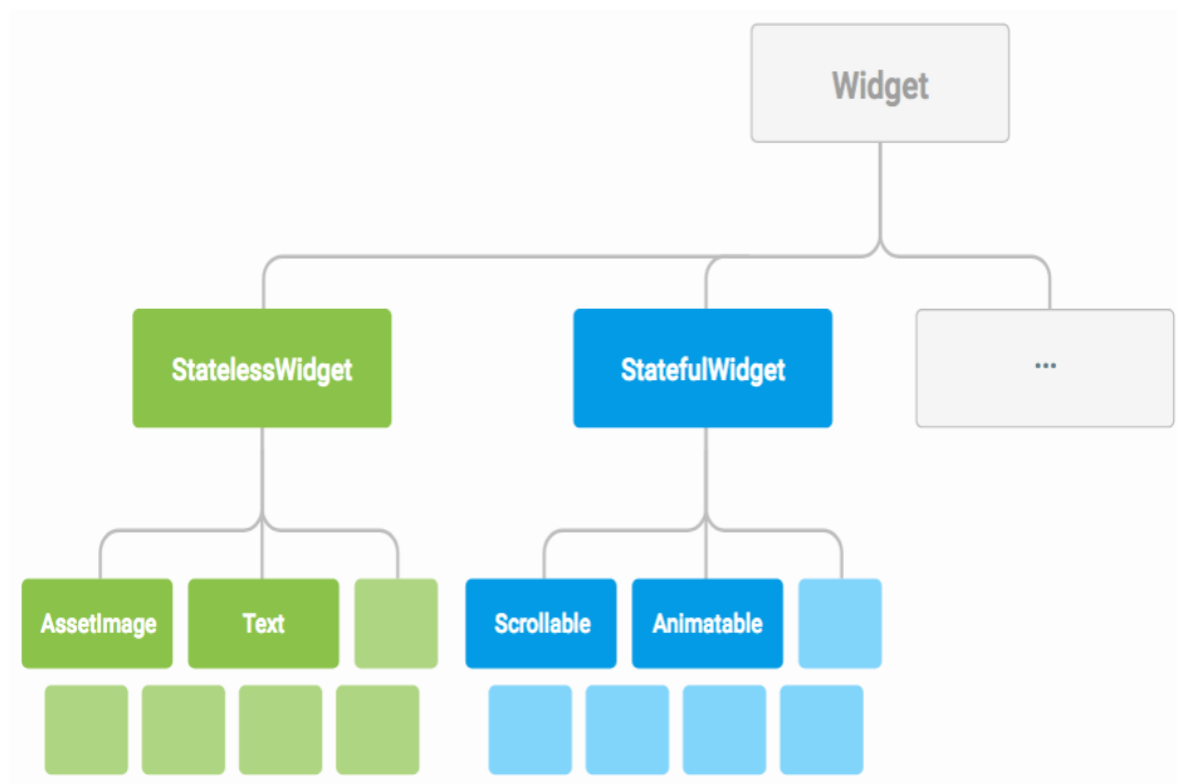 Widget
StatelessWidget
StatefulWidget
...
AssetImage
Text
Scrollable
Animatable